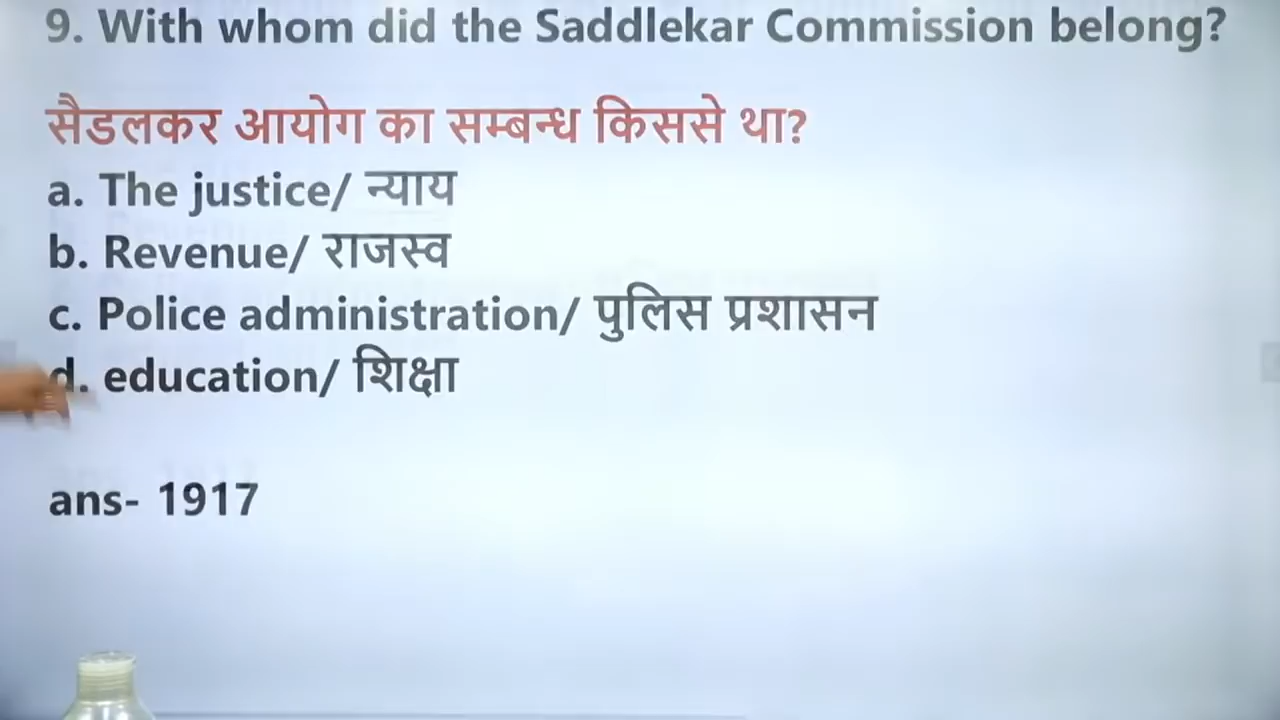 9. With whom did the Saddlekar Commission belong?
सैडलकर आयोग का सम्बन्ध किससे था?
a. The justice/ न्याय
b. Revenue/ राजस्व
c. Police administration/ पुलिस प्रशासन
d. education/ शिक्षा
ans- 1917